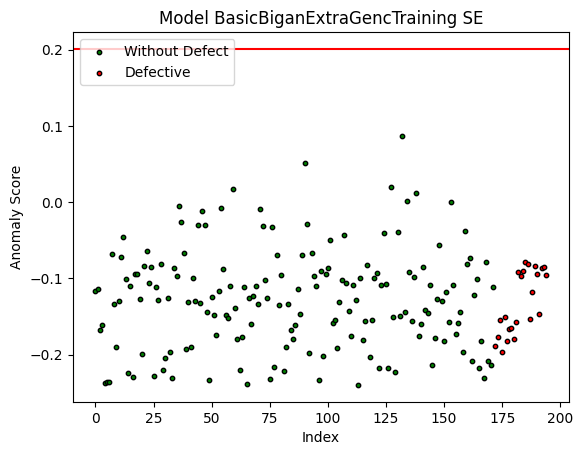 Model BasicBiganExtraGencTraining SE
Without Defect
Defective
Anomaly Score
0.2
0.1
0.0
−0.1
−0.2
0
25
50
75
100
125
150
175
200
Index